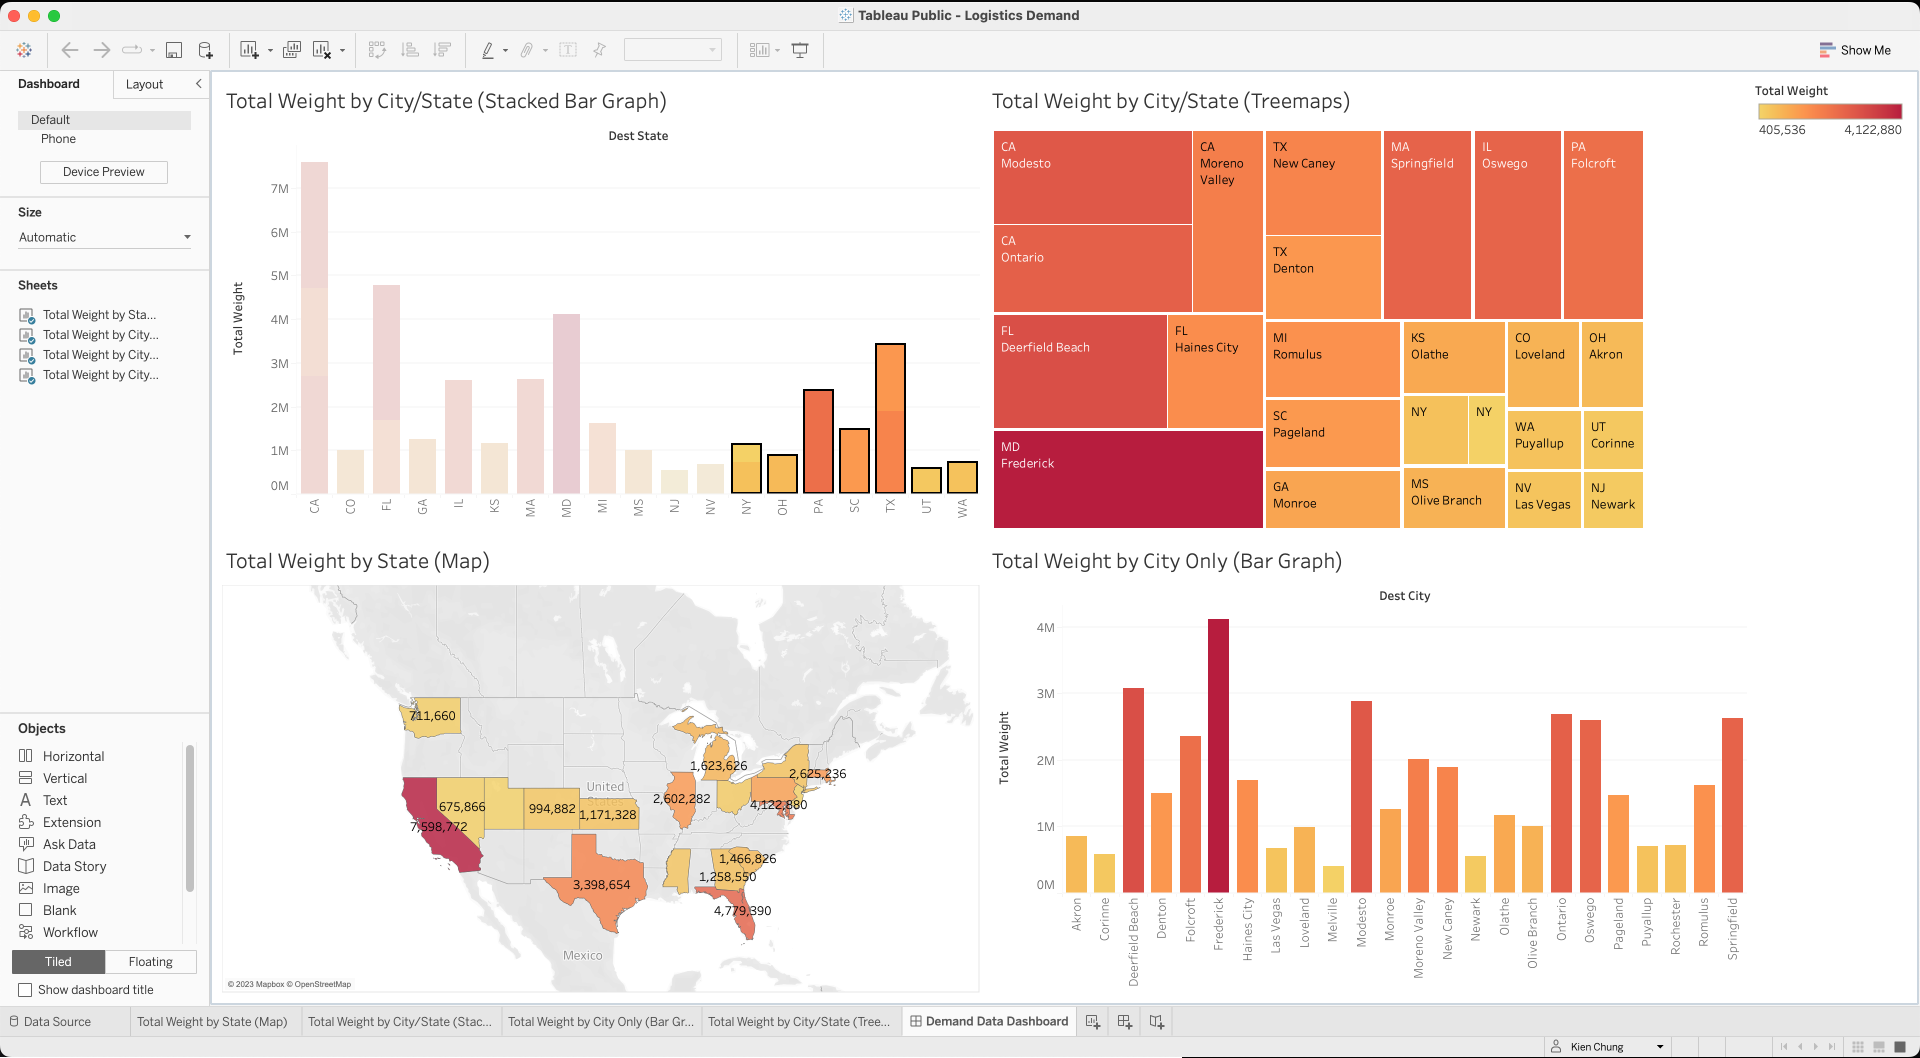 Tableau Public - Logistics Demand
Show Me
Dashboard
Layout
Default
Phone
Device Preview
Size
Automatic
Sheets
Total Weight by Sta...
Total Weight by City...
Total Weight by City...
Total Weight by City...
Objects
Horizontal
Vertical
Text
Extension
Ask Data
Data Story
Image
Blank
Workflow
Tiled
Floating
Show dashboard title
Total Weight by City/State (Stacked Bar Graph)
Dest State
Total Weight
7M
6M
5M
4M
3M
2M
1M
0M
CA
CO
FL
GA
IL
KS
MA
MD
MI
MS
NJ
NV
NY
OH
PA
SC
TX
UT
WA
Total Weight by City/State (Treemaps)
CA
Modesto
CA
Moreno
Valley
CA
Ontario
TX
New Caney
TX
Denton
MA
Springfield
IL
Oswego
PA
Folcroft
FL
Deerfield Beach
FL
Haines City
MD
Frederick
MI
Romulus
SC
Pageland
GA
Monroe
KS
Olathe
NY
NY
MS
Olive Branch
CO
Loveland
OH
Akron
WA
Puyallup
UT
Corinne
NV
Las Vegas
NJ
Newark
Total Weight
405,536
4,122,880
Total Weight by State (Map)
711,660
675,866
7,598,772
994,882
1,171,328
United
States
3,398,654
2,602,282
1,623,626
2,625,236
4,122,880
1,466,826
1,258,550
4,779,390
Mexico
© 2023 Mapbox © OpenStreetMap
Total Weight by City Only (Bar Graph)
Dest City
Total Weight
4M
3M
2M
1M
0M
Akron
Corinne
Deerfield Beach
Denton
Folcroft
Frederick
Haines City
Las Vegas
Loveland
Melville
Modesto
Monroe
Moreno Valley
New Caney
Newark
Olathe
Olive Branch
Ontario
Oswego
Pageland
Puyallup
Rochester
Romulus
Springfield
Data Source
Total Weight by State (Map)
Total Weight by City/State (Stac...
Total Weight by City Only (Bar Gr...
Total Weight by City/State (Tree...
Demand Data Dashboard
Kien Chung